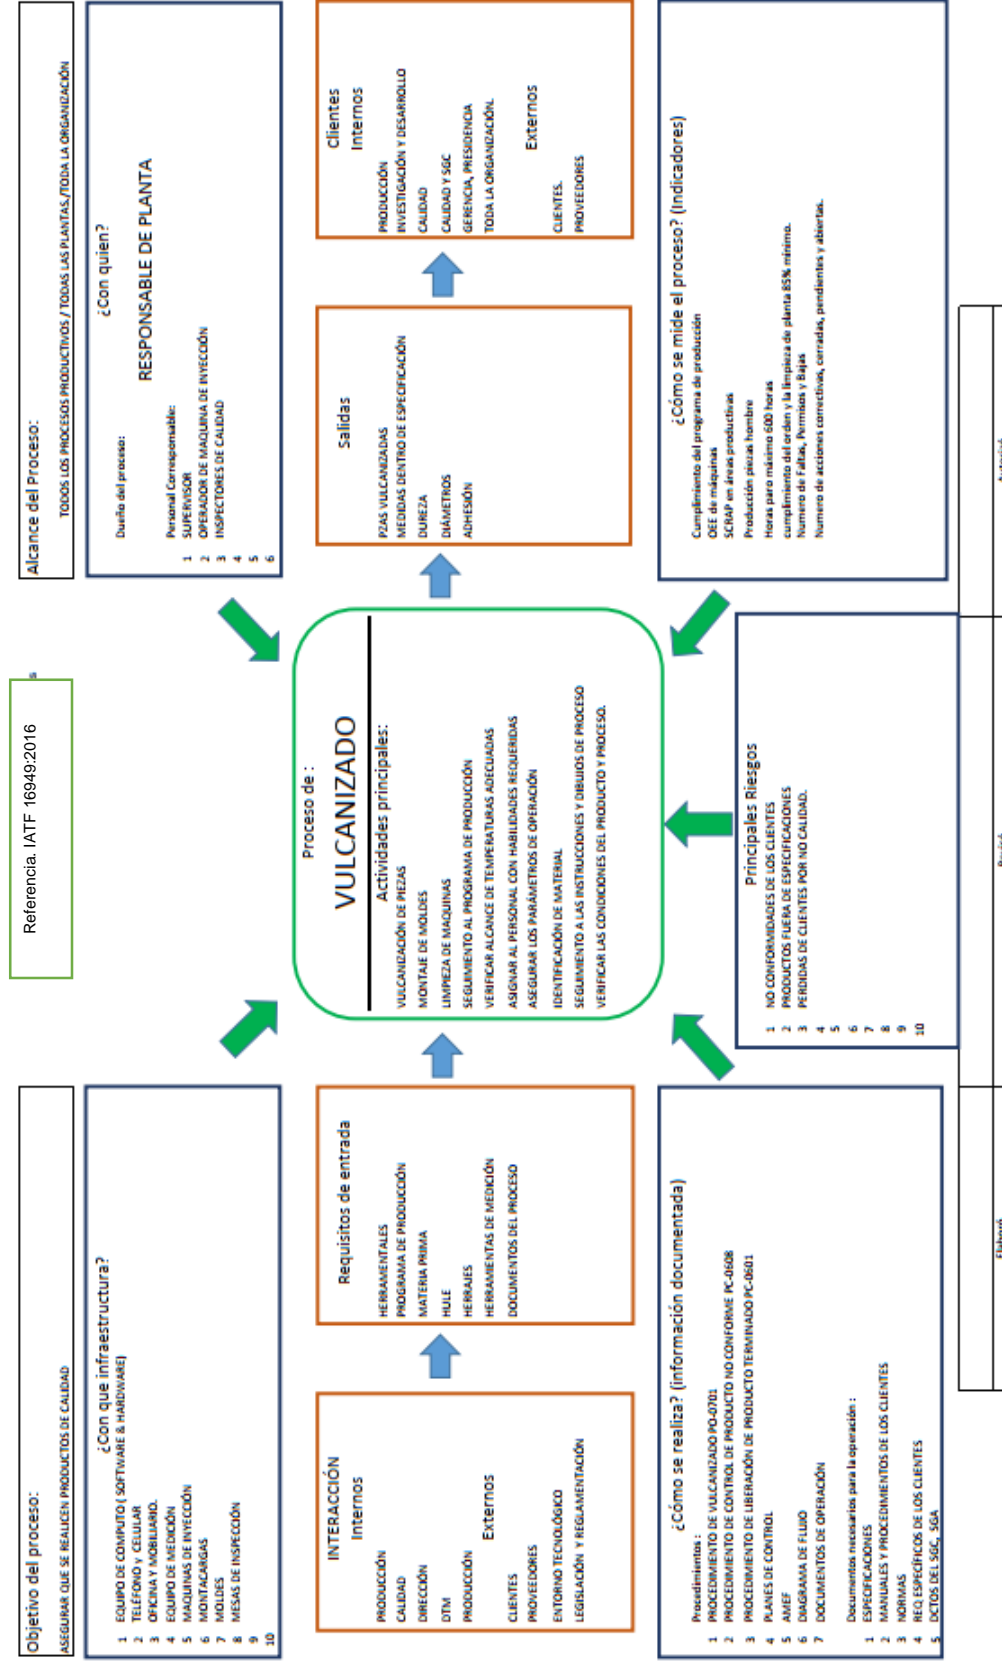 Objetivo del proceso:
ASEGURAR QUE SE REALICEN PRODUCTOS DE CALIDAD
Referencia. IATF 16949:2016
s
Alcance del Proceso:
TODOS LOS PROCESOS PRODUCTIVOS / TODAS LAS PLANTAS/TODA LA ORGANIZACIÓN
¿Con que infraestructura?
1 EQUIPO DE COMPUTO ( SOFTWARE & HARDWARE)
2 TELÉFONO y CELULAR
3 OFICINA Y MOBILIARIO.
4 EQUIPO DE MEDICIÓN
5 MAQUINAS DE INYECCIÓN
6 MONTACARGAS
7 MOLDES
8 MESAS DE INSPECCIÓN
9
10
¿Con quien?
Dueño del proceso:
RESPONSABLE DE PLANTA
Personal Corresponsable:
1 SUPERVISOR
2 OPERADOR DE MAQUINA DE INYECCIÓN
3 INSPECTORES DE CALIDAD
4
5
6
INTERACCIÓN
Internos
PRODUCCIÓN
CALIDAD
DIRECCIÓN
DTM
PRODUCCIÓN
Externos
CLIENTES
PROVEEDORES
ENTORNO TECNOLÓGICO
LEGISLACIÓN Y REGLAMENTACIÓN
Requisitos de entrada
HERRAMENTALES
PROGRAMA DE PRODUCCIÓN
MATERIA PRIMA
HULE
HERRAJES
HERRAMIENTAS DE MEDICIÓN
DOCUMENTOS DEL PROCESO
Proceso de :
VULCANIZADO
Actividades principales:
VULCANIZACIÓN DE PIEZAS
MONTAJE DE MOLDES
LIMPIEZA DE MAQUINAS
SEGUIMIENTO AL PROGRAMA DE PRODUCCIÓN
VERIFICAR ALCANCE DE TEMPERATURAS ADECUADAS
ASIGNAR AL PERSONAL CON HABILIDADES REQUERIDAS
ASEGURAR LOS PARÁMETROS DE OPERACIÓN
IDENTIFICACIÓN DE MATERIAL
SEGUIMIENTO A LAS INSTRUCCIONES Y DIBUJOS DE PROCESO
VERIFICAR LAS CONDICIONES DEL PRODUCTO Y PROCESO.
Salidas
PZAS VULCANIZADAS
MEDIDAS DENTRO DE ESPECIFICACIÓN
DUREZA
DIÁMETROS
ADHESIÓN
Clientes
Internos
PRODUCCIÓN
INVESTIGACIÓN Y DESARROLLO
CALIDAD
CALIDAD Y SGC
GERENCIA, PRESIDENCIA
TODA LA ORGANIZACIÓN.
Externos
CLIENTES.
PROVEEDORES
¿Cómo se realiza? (información documentada)
Procedimientos :
1 PROCEDIMIENTO DE VULCANIZADO PO-0701
2 PROCEDIMIENTO DE CONTROL DE PRODUCTO NO CONFORME PC-0608
3 PROCEDIMIENTO DE LIBERACIÓN DE PRODUCTO TERMINADO PC-0601
4 PLANES DE CONTROL
5 AMEF
6 DIAGRAMA DE FLUJO
7 DOCUMENTOS DE OPERACIÓN
Documentos necesarios para la operación :
1 ESPECIFICACIONES
2 MANUALES Y PROCEDIMIENTOS DE LOS CLIENTES
3 NORMAS
4 REQ ESPECÍFICOS DE LOS CLIENTES
5 DCTOS DEL SGC, SGA
Principales Riesgos
1 NO CONFORMIDADES DE LOS CLIENTES
2 PRODUCTOS FUERA DE ESPECIFICACIONES
3 PERDIDAS DE CLIENTES POR NO CALIDAD.
4
5
6
7
8
9
10
¿Cómo se mide el proceso? (Indicadores)
Cumplimiento del programa de producción
OEE de máquinas
SCRAP en áreas productivas
Producción piezas hombre
Horas paro máximo 600 horas
cumplimiento del orden y la limpieza de planta 85% mínimo.
Numero de Faltas, Permisos y Bajas
Numero de acciones correctivas, cerradas, pendientes y abiertas.
Elaboró
Revisó
Autorizó